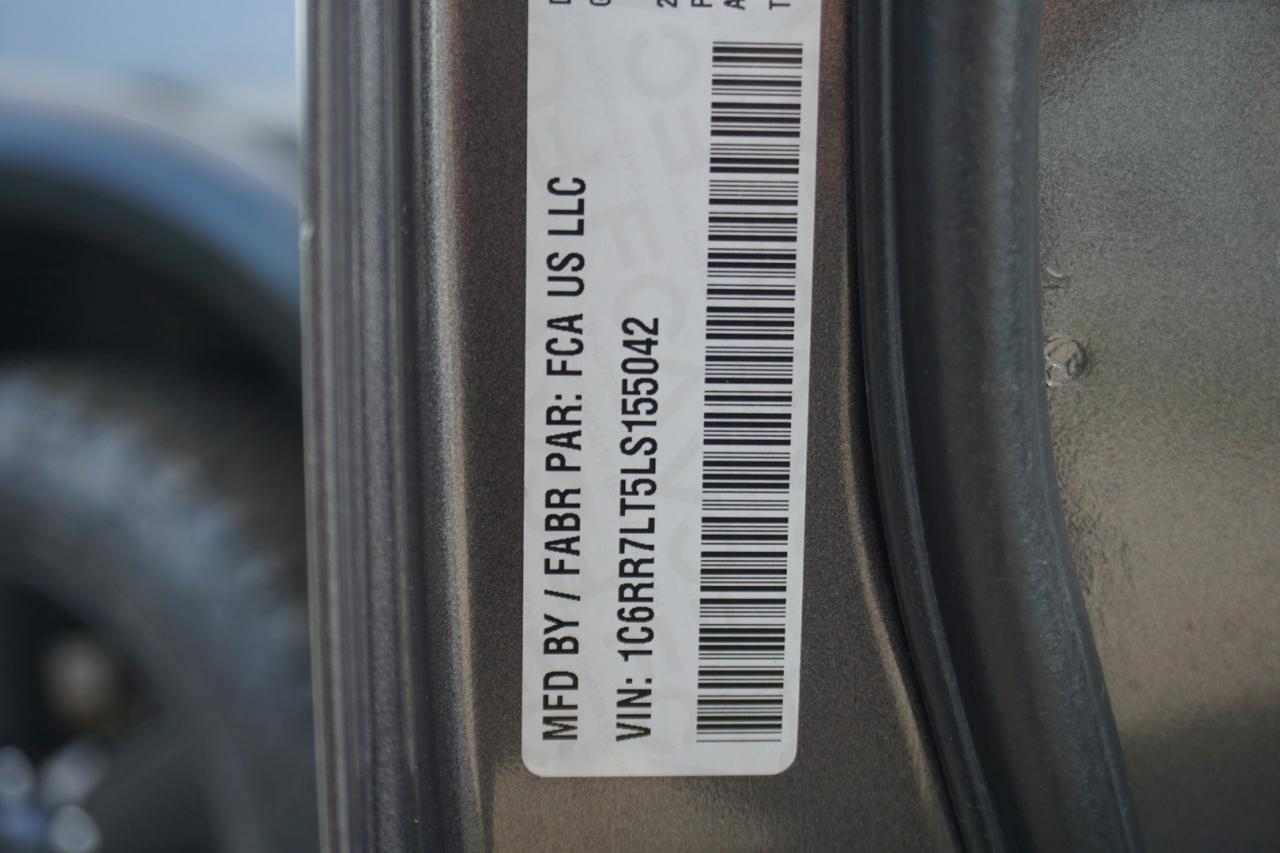 MFD BY / FABR PAR: FCA US LLC
VIN: 1C6RR7LT5LS155042